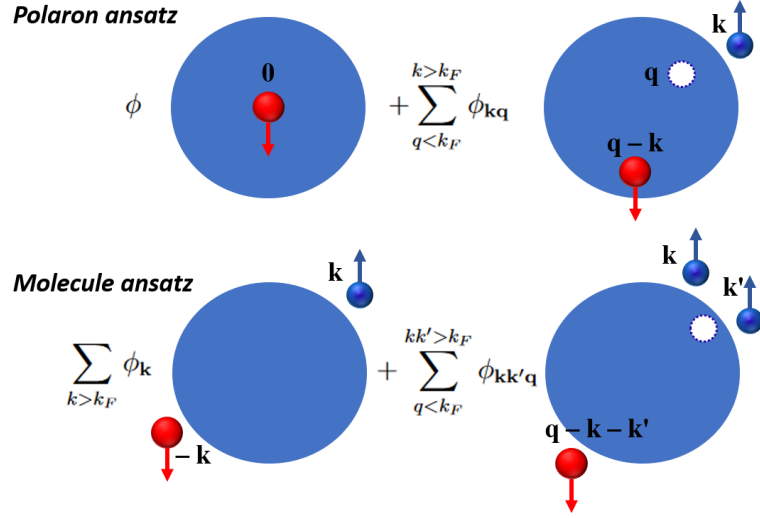 Polaron ansatz
k
0
k>k_F
q
ϕ
+ ∑ ϕ_kq
q<k_F
q − k
Molecule ansatz
k
k
k'
kk'>k_F
∑ ϕ_k
+ ∑ ϕ_kk'q
k>k_F
q<k_F
q − k − k'
− k